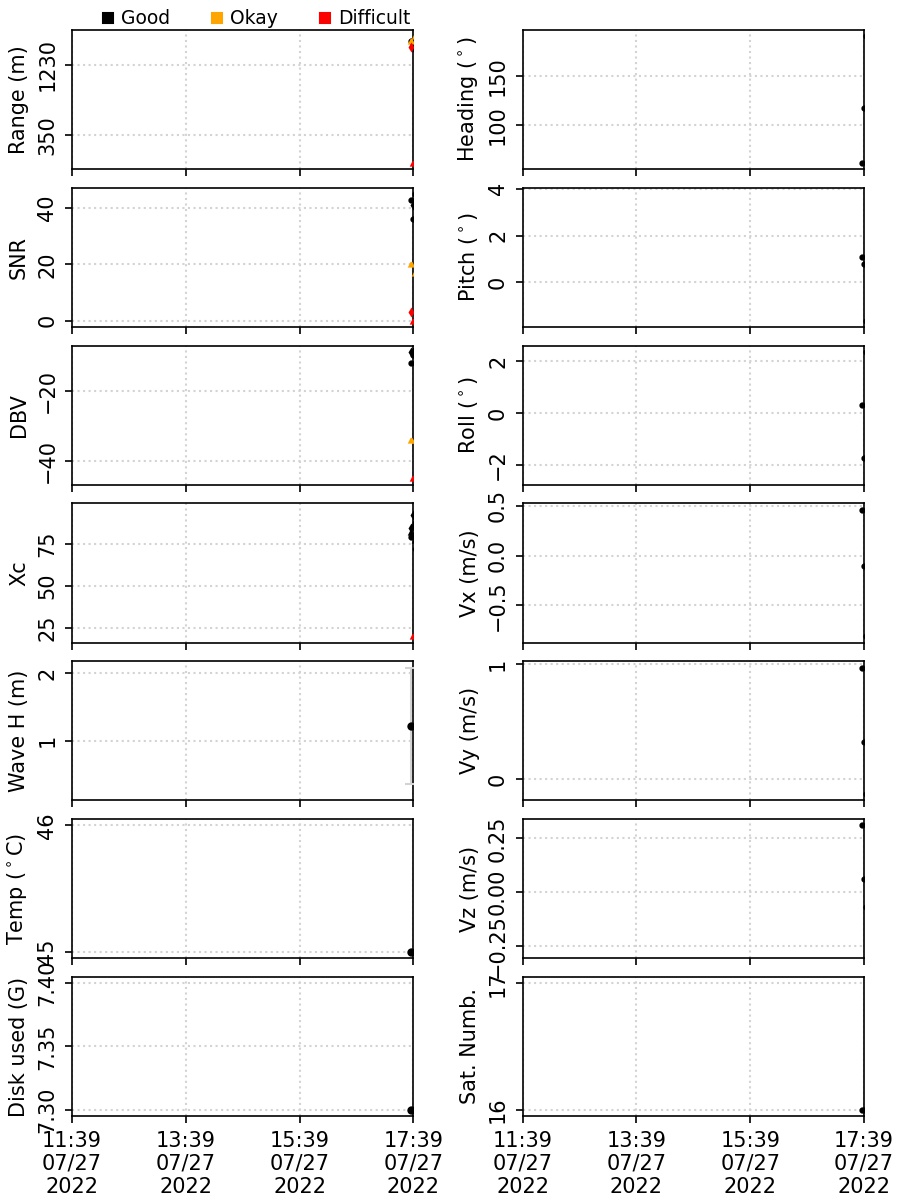 Good Okay Difficult
Range (m)
1230
350
Heading (°)
150
100
SNR
40
20
0
Pitch (°)
4
2
0
DBV
−20
−40
Roll (°)
2
0
−2
Xc
75
50
25
Vx (m/s)
0.5
0.0
−0.5
Wave H (m)
2
1
Vy (m/s)
1
0
Temp (°C)
46
45
Vz (m/s)
0.25
0.00
−0.25
Disk used (G)
7.40
7.35
7.30
Sat. Numb.
17
16
11:39 13:39 15:39 17:39 11:39 13:39 15:39 17:39
07/27 07/27 07/27 07/27 07/27 07/27 07/27 07/27
2022 2022 2022 2022 2022 2022 2022 2022